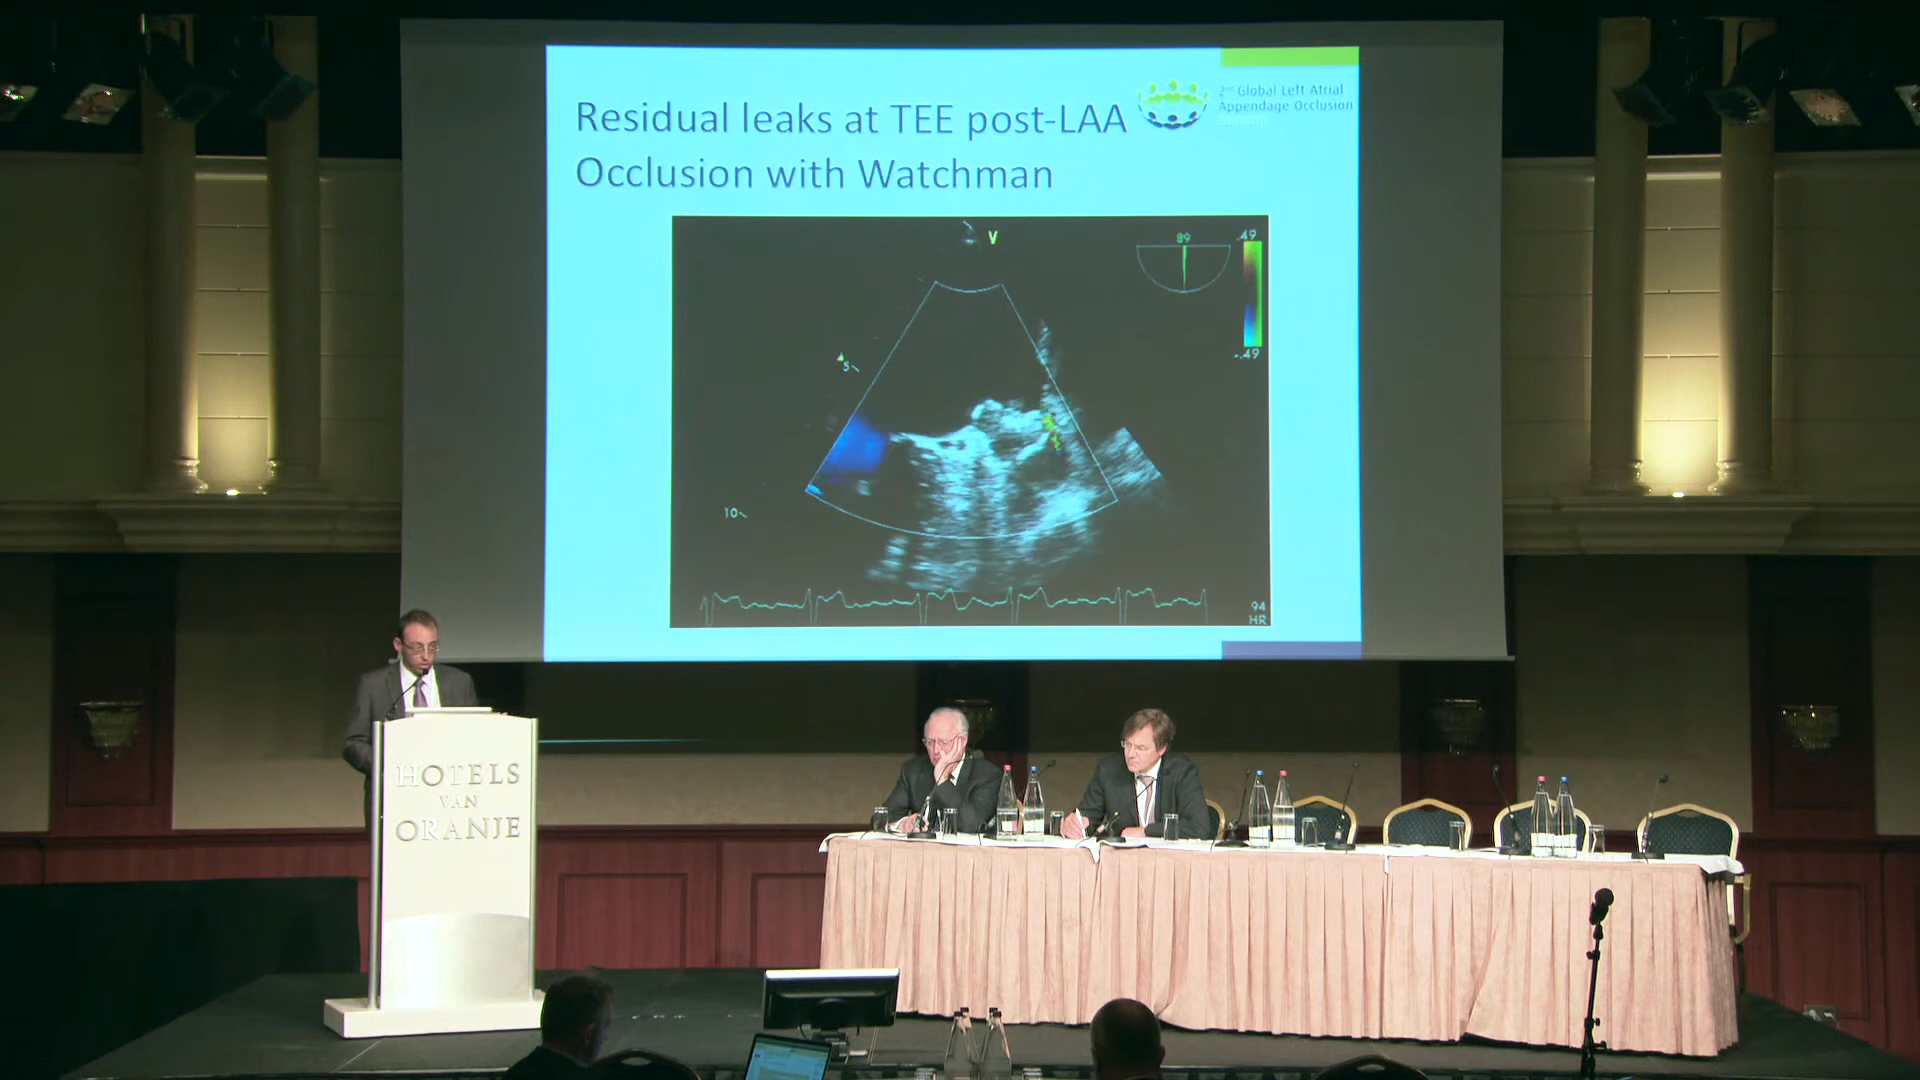 Residual leaks at TEE post-LAA
Occlusion with Watchman
2nd Global Left Atrial
Appendage Occlusion
Summit
V
89
.49
-.49
5
10
94
HR
HOTELS
VAN
ORANJE